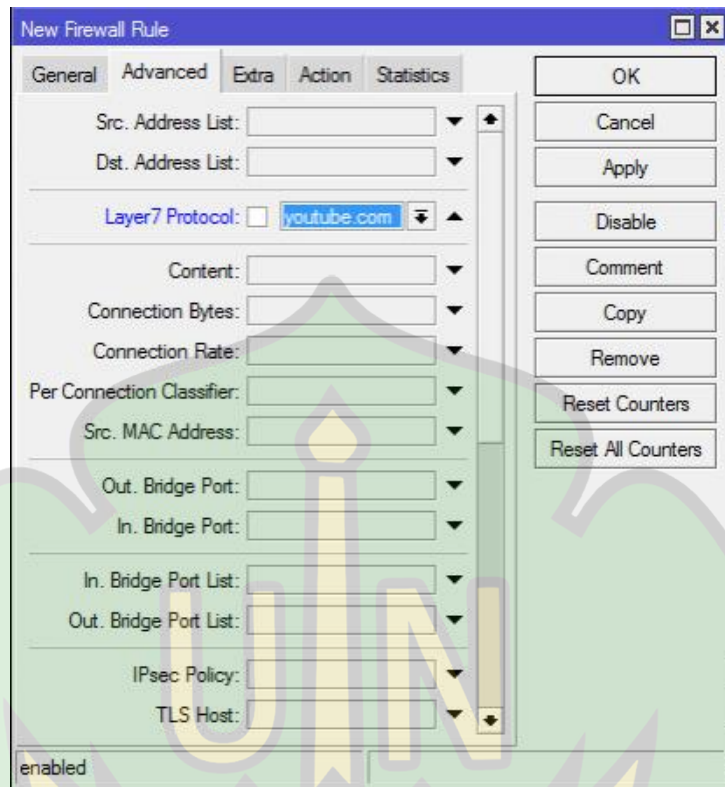 New Firewall Rule
General Advanced Extra Action Statistics
Src. Address List:
Dst. Address List:
Layer7 Protocol: youtube.com
Content:
Connection Bytes:
Connection Rate:
Per Connection Classifier:
Src. MAC Address:
Out. Bridge Port:
In. Bridge Port:
In. Bridge Port List:
Out. Bridge Port List:
IPsec Policy:
TLS Host:
OK
Cancel
Apply
Disable
Comment
Copy
Remove
Reset Counters
Reset All Counters
enabled
UIN